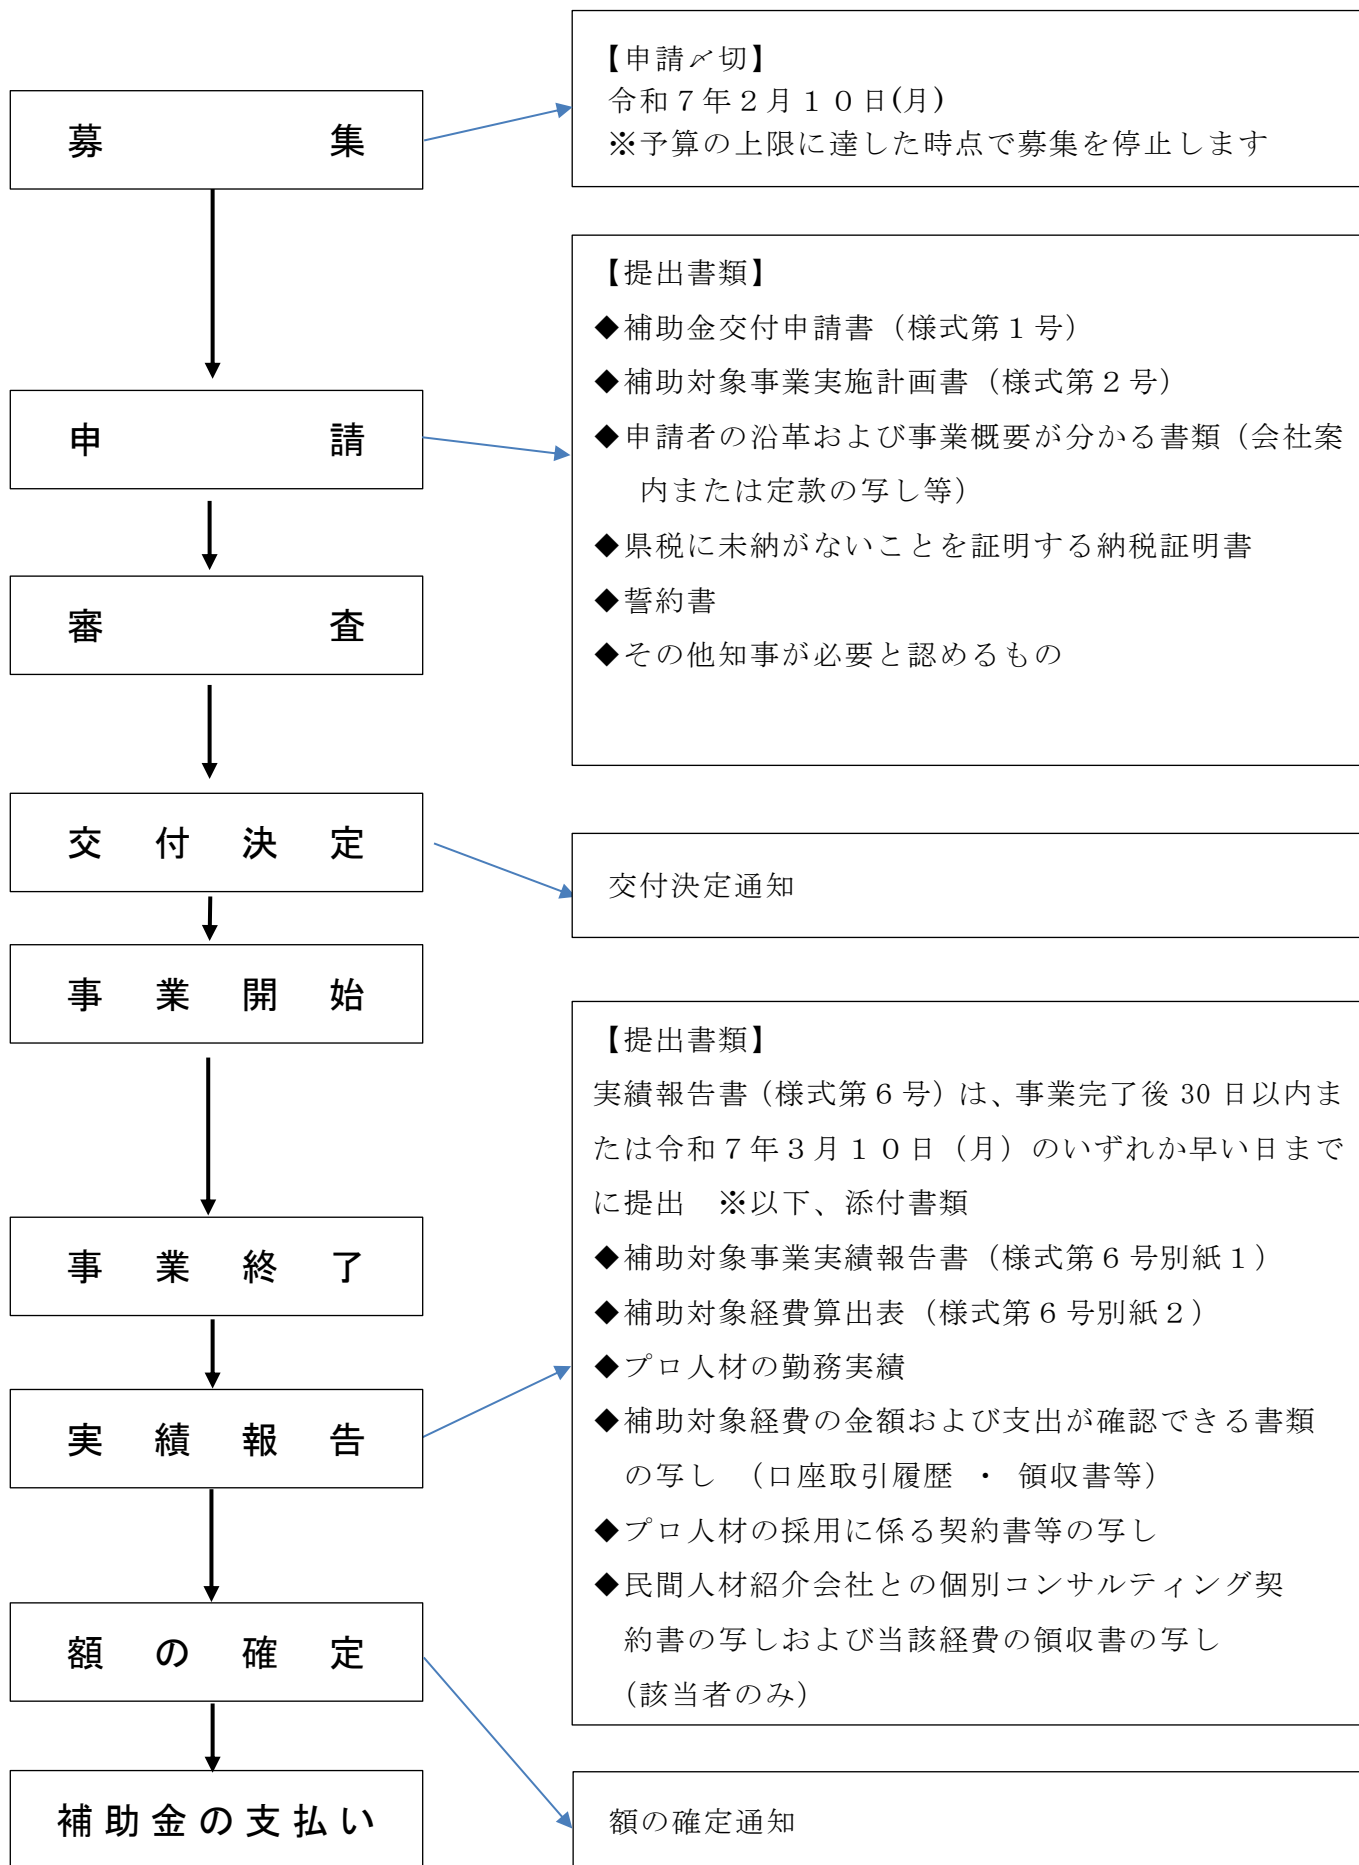 募集
【申請〆切】
令和７年２月１０日(月)
※予算の上限に達した時点で募集を停止します
申請
【提出書類】
◆補助金交付申請書（様式第１号）
◆補助対象事業実施計画書（様式第２号）
◆申請者の沿革および事業概要が分かる書類（会社案
内または定款の写し等）
◆県税に未納がないことを証明する納税証明書
◆誓約書
◆その他知事が必要と認めるもの
審査
交付決定
交付決定通知
事業開始
事業終了
実績報告
【提出書類】
実績報告書（様式第６号）は、事業完了後 30 日以内ま
たは令和７年３月１０日（月）のいずれか早い日まで
に提出　※以下、添付書類
◆補助対象事業実績報告書（様式第６号別紙１）
◆補助対象経費算出表（様式第６号別紙２）
◆プロ人材の勤務実績
◆補助対象経費の金額および支出が確認できる書類
の写し　（口座取引履歴 ・ 領収書等）
◆プロ人材の採用に係る契約書等の写し
◆民間人材紹介会社との個別コンサルティング契
約書の写しおよび当該経費の領収書の写し
（該当者のみ）
額の確定
額の確定通知
補助金の支払い